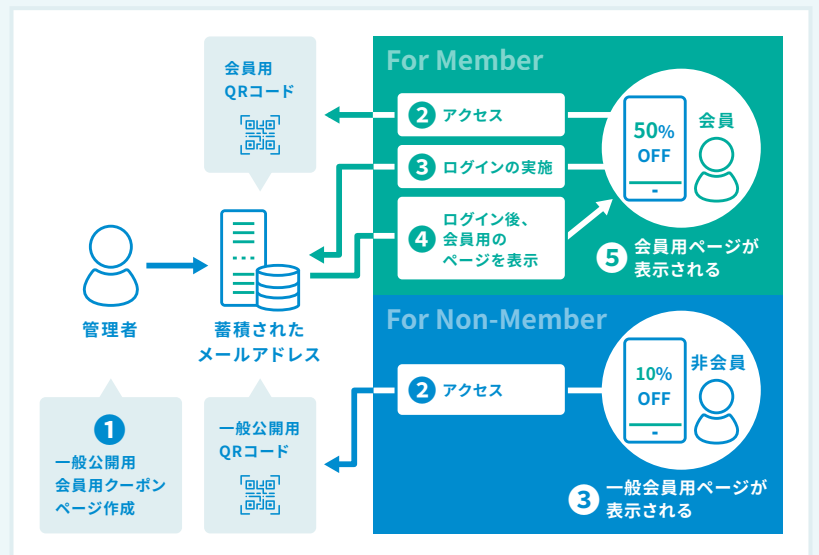 会員用
QRコード
管理者
蓄積された
メールアドレス
1
一般公開用
会員用クーポン
ページ作成
一般公開用
QRコード
For Member
2 アクセス
3 ログインの実施
4 ログイン後、
会員用の
ページを表示
50%
OFF
会員
5 会員用ページが
表示される
For Non-Member
2 アクセス
10%
OFF
非会員
3 一般会員用ページが
表示される